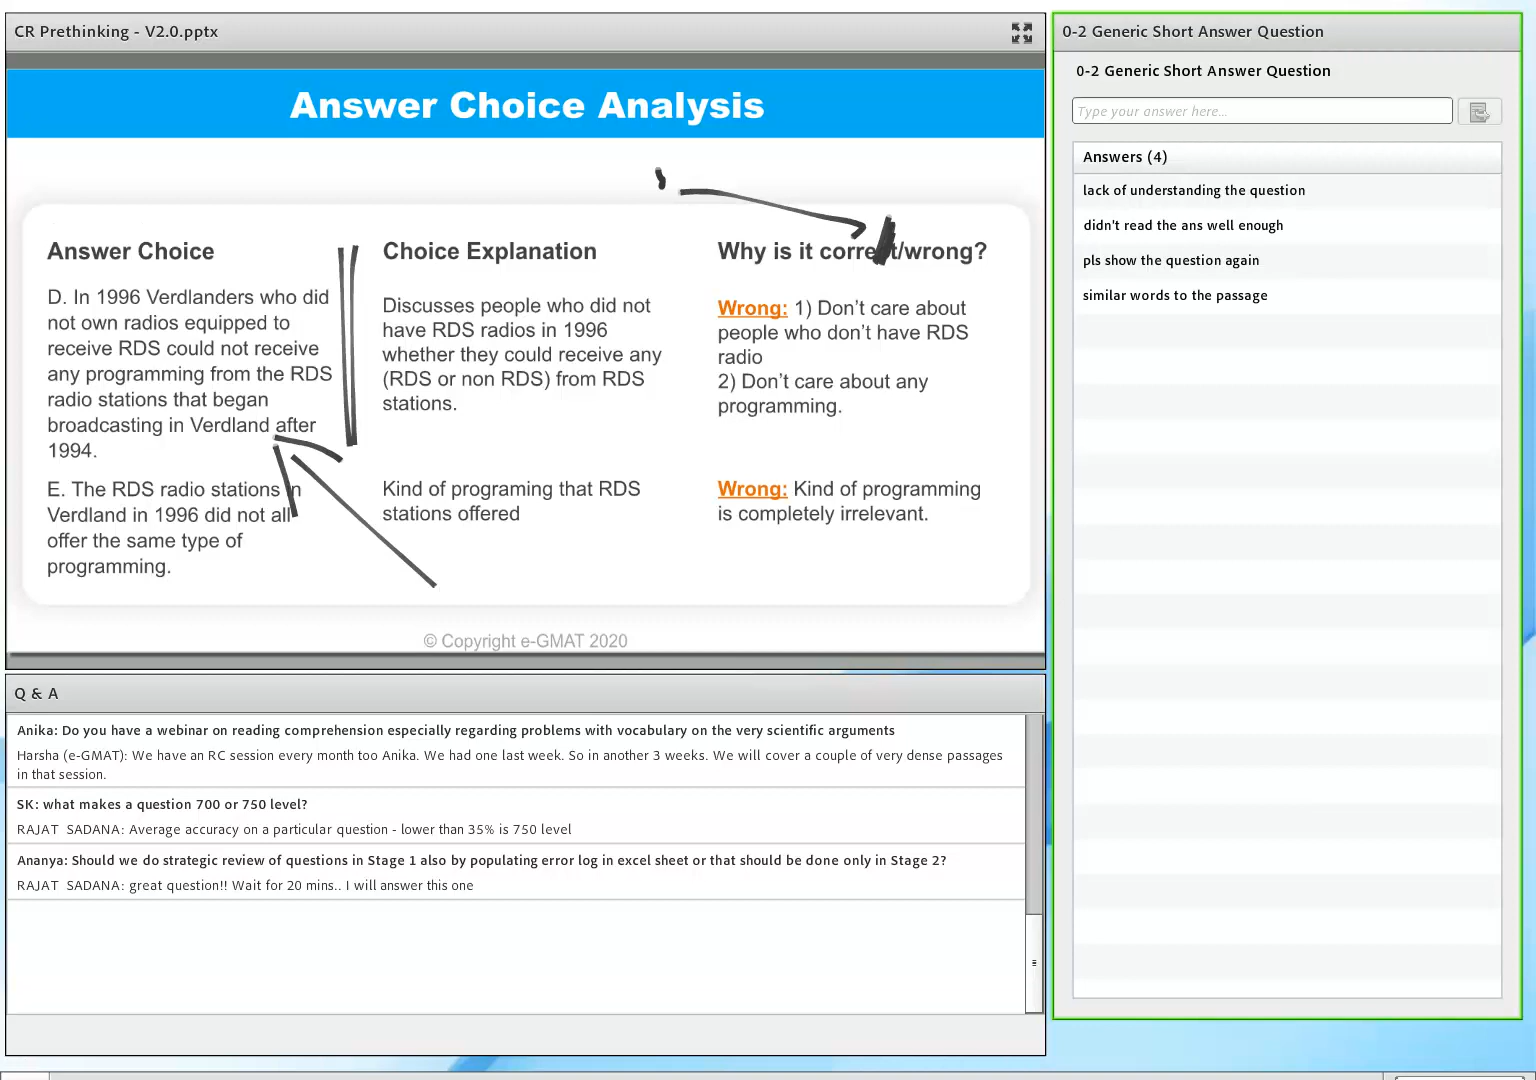 CR Prethinking - V2.0.pptx
Answer Choice Analysis
Answer Choice
D. In 1996 Verdlanders who did
not own radios equipped to
receive RDS could not receive
any programming from the RDS
radio stations that began
broadcasting in Verdland after
1994.
E. The RDS radio stations in
Verdland in 1996 did not all
offer the same type of
programming.
Choice Explanation
Discusses people who did not
have RDS radios in 1996
whether they could receive any
(RDS or non RDS) from RDS
stations.
Kind of programing that RDS
stations offered
Why is it correct/wrong?
Wrong: 1) Don’t care about
people who don’t have RDS
radio
2) Don’t care about any
programming.
Wrong: Kind of programming
is completely irrelevant.
© Copyright e-GMAT 2020
Q & A
Anika: Do you have a webinar on reading comprehension especially regarding problems with vocabulary on the very scientific arguments
Harsha (e-GMAT): We have an RC session every month too Anika. We had one last week. So in another 3 weeks. We will cover a couple of very dense passages
in that session.
SK: what makes a question 700 or 750 level?
RAJAT SADANA: Average accuracy on a particular question - lower than 35% is 750 level
Ananya: Should we do strategic review of questions in Stage 1 also by populating error log in excel sheet or that should be done only in Stage 2?
RAJAT SADANA: great question!! Wait for 20 mins.. I will answer this one
0-2 Generic Short Answer Question
0-2 Generic Short Answer Question
Type your answer here...
Answers (4)
lack of understanding the question
didn't read the ans well enough
pls show the question again
similar words to the passage